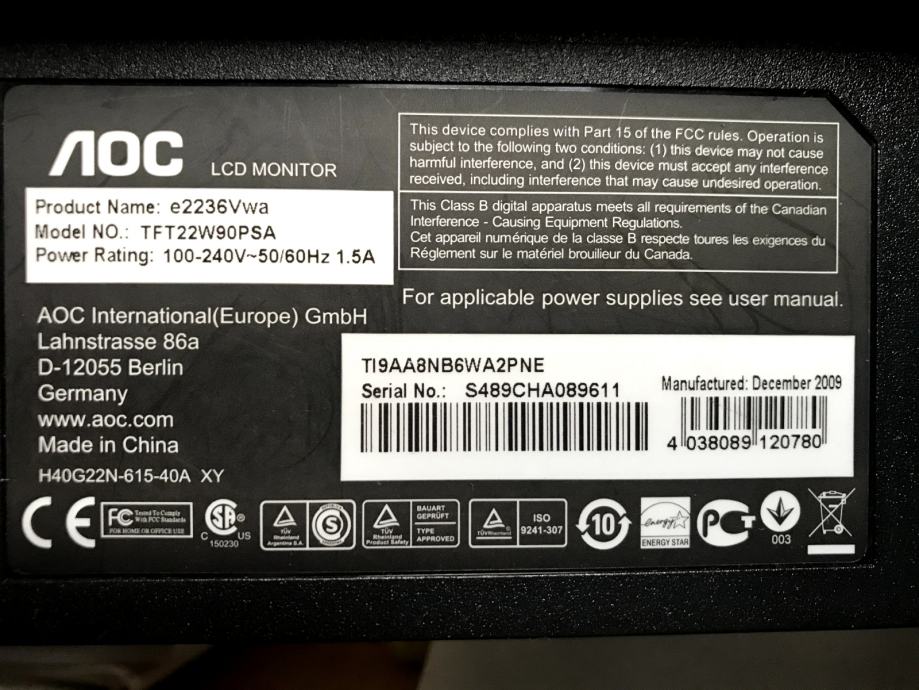 AOC LCD MONITOR
Product Name: e2236Vwa
Model NO.: TFT22W90PSA
Power Rating: 100-240V~50/60Hz 1.5A
This device complies with Part 15 of the FCC rules. Operation is
subject to the following two conditions: (1) this device may not cause
harmful interference, and (2) this device must accept any interference
received, including interference that may cause undesired operation.
This Class B digital apparatus meets all requirements of the Canadian
Interference - Causing Equipment Regulations.
Cet appareil numérique de la classe B respecte toures les exigences du
Réglement sur le matériel brouilieur du Canada.
For applicable power supplies see user manual.
AOC International(Europe) GmbH
Lahnstrasse 86a
D-12055 Berlin
Germany
www.aoc.com
Made in China
H40G22N-615-40A XY
TI9AA8NB6WA2PNE
Serial No.: S489CHA089611
Manufactured: December 2009
4 038089 120780
CE
FC Tested To Comply
With FCC Standards
FOR HOME OR OFFICE USE
SA
C US
150230
TÜV
Rheinland
Argentina S.A.
S
TÜV
Rheinland
Product Safety
BAUART
GEPRÜFT
TYPE
APPROVED
TÜVRheinland
ISO
9241-307
10
energy
ENERGY STAR
PCT
003